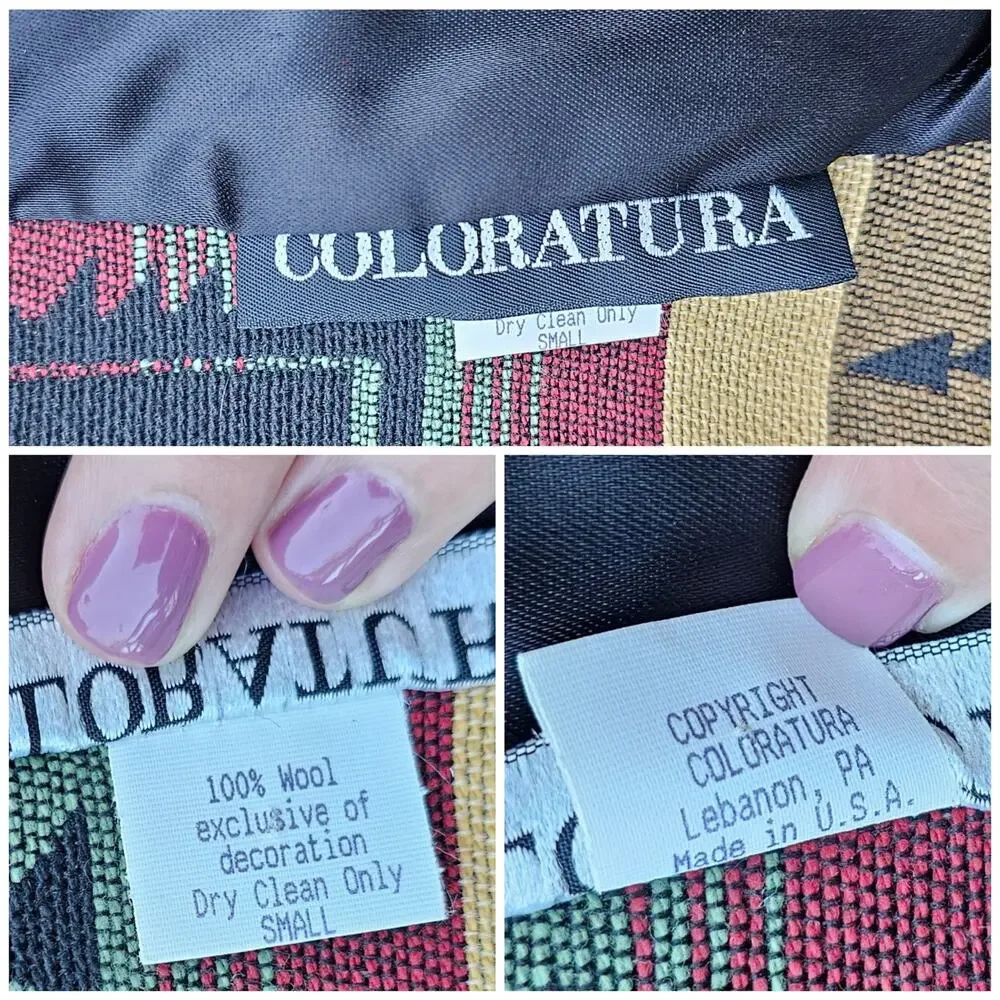 COLORATURA
Dry Clean Only
SMALL
100% Wool
exclusive of
decoration
Dry Clean Only
SMALL
COPYRIGHT
COLORATURA
Lebanon, PA
Made in U.S.A.